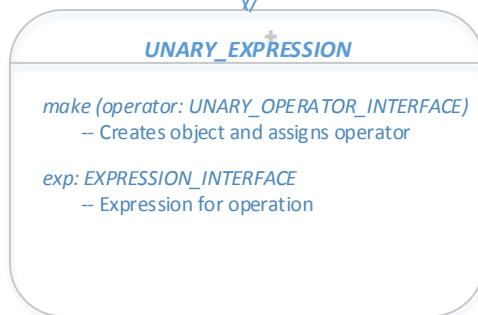 UNARY_EXPRESSION
make (operator: UNARY_OPERATOR_INTERFACE)
-- Creates object and assigns operator
exp: EXPRESSION_INTERFACE
-- Expression for operation